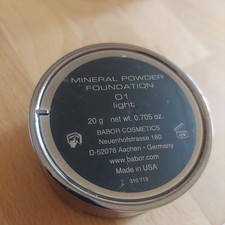 MINERAL POWDER
FOUNDATION
01
light
20 g net wt. 0.705 oz.
BABOR COSMETICS
Neuenhofstrasse 180
D-52078 Aachen - Germany
www.babor.com
Made in USA